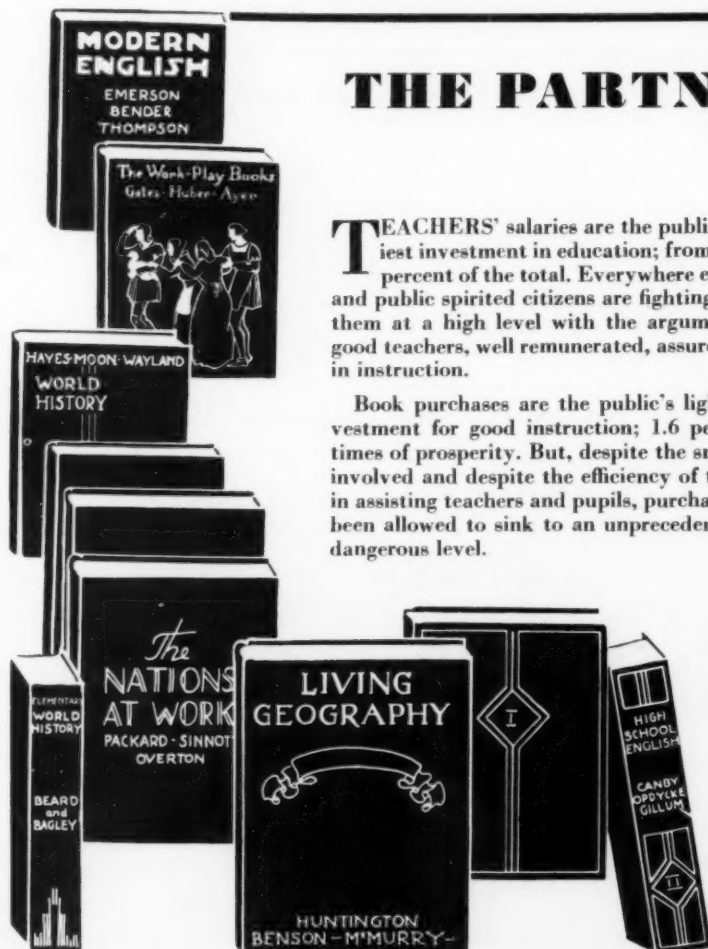 THE PARTN
MODERN
ENGLISH
EMERSON
BENDER
THOMPSON
The Work-Play Books
Gates-Huber-Ayer
HAYES-MOON-WAYLAND
WORLD
HISTORY
TEACHERS' salaries are the public
iest investment in education; from
percent of the total. Everywhere e
and public spirited citizens are fighting
them at a high level with the argum
good teachers, well remunerated, assure
in instruction.
Book purchases are the public's ligh
vestment for good instruction; 1.6 pe
times of prosperity. But, despite the sm
involved and despite the efficiency of t
in assisting teachers and pupils, purcha
been allowed to sink to an unpreceden
dangerous level.
The
NATIONS
AT WORK
PACKARD-SINNOT
OVERTON
ELEMENTARY
WORLD
HISTORY
BEARD
and
BAGLEY
LIVING
GEOGRAPHY
HUNTINGTON
BENSON-McMURRY
I
HIGH
SCHOOL
ENGLISH
CANBY
OPDYCKE
GILLUM
II